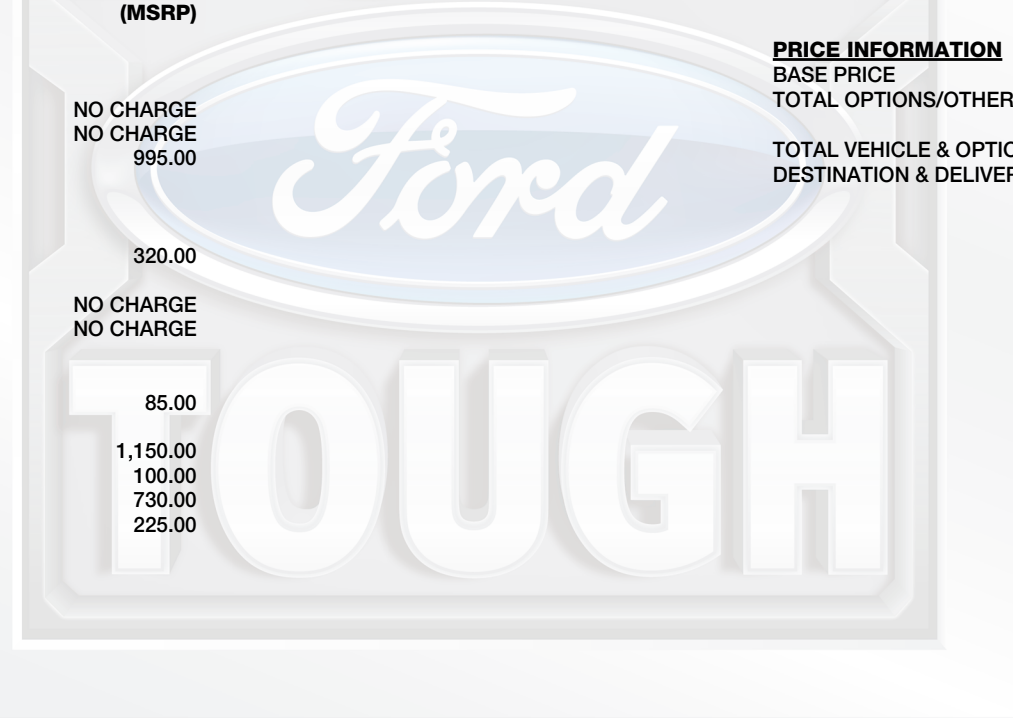 (MSRP)
NO CHARGE
NO CHARGE
995.00
320.00
NO CHARGE
NO CHARGE
85.00
1,150.00
100.00
730.00
225.00
PRICE INFORMATION
BASE PRICE
TOTAL OPTIONS/OTHER
TOTAL VEHICLE & OPTIO
DESTINATION & DELIVER
Ford
TOUGH